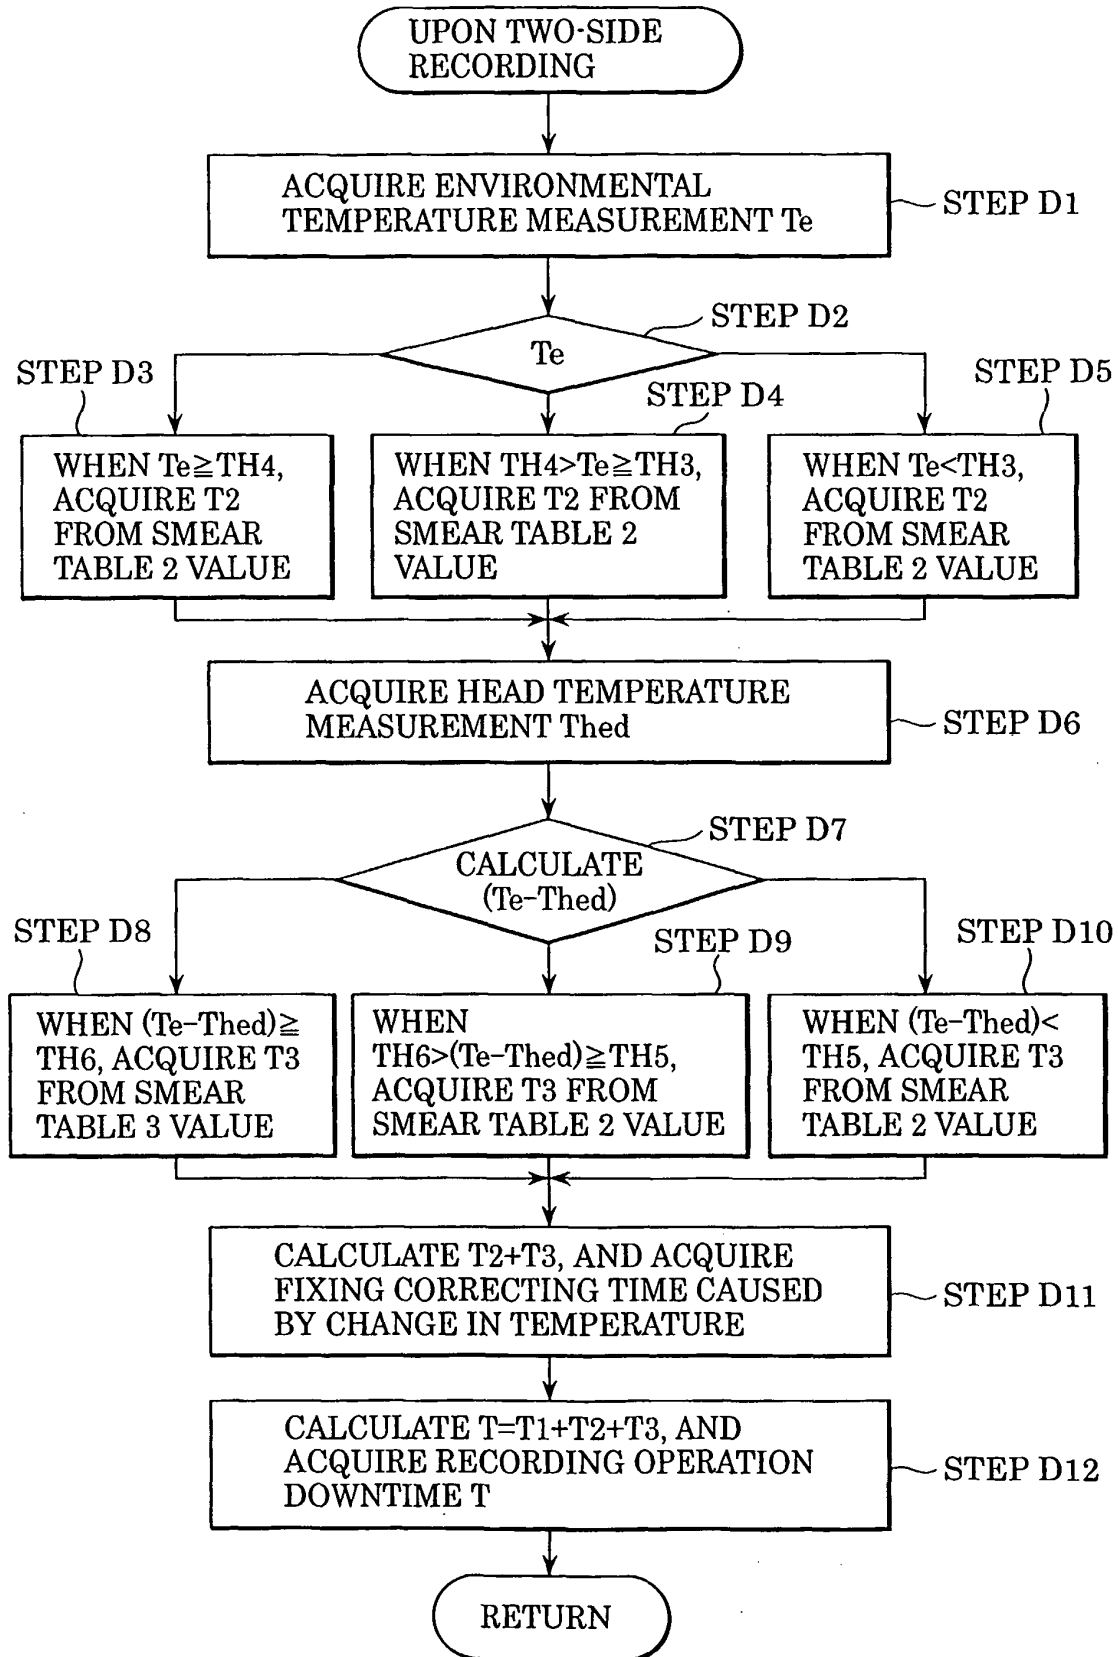 UPON TWO-SIDE
RECORDING
ACQUIRE ENVIRONMENTAL
TEMPERATURE MEASUREMENT Te
STEP D1
STEP D2
Te
STEP D3
STEP D4
STEP D5
WHEN Te≧TH4,
ACQUIRE T2
FROM SMEAR
TABLE 2 VALUE
WHEN TH4>Te≧TH3,
ACQUIRE T2 FROM
SMEAR TABLE 2
VALUE
WHEN Te<TH3,
ACQUIRE T2
FROM SMEAR
TABLE 2 VALUE
ACQUIRE HEAD TEMPERATURE
MEASUREMENT Thed
STEP D6
STEP D7
CALCULATE
(Te-Thed)
STEP D8
STEP D9
STEP D10
WHEN (Te-Thed)≧
TH6, ACQUIRE T3
FROM SMEAR
TABLE 3 VALUE
WHEN
TH6>(Te-Thed)≧TH5,
ACQUIRE T3 FROM
SMEAR TABLE 2 VALUE
WHEN (Te-Thed)<
TH5, ACQUIRE T3
FROM SMEAR
TABLE 2 VALUE
CALCULATE T2+T3, AND ACQUIRE
FIXING CORRECTING TIME CAUSED
BY CHANGE IN TEMPERATURE
STEP D11
CALCULATE T=T1+T2+T3, AND
ACQUIRE RECORDING OPERATION
DOWNTIME T
STEP D12
RETURN